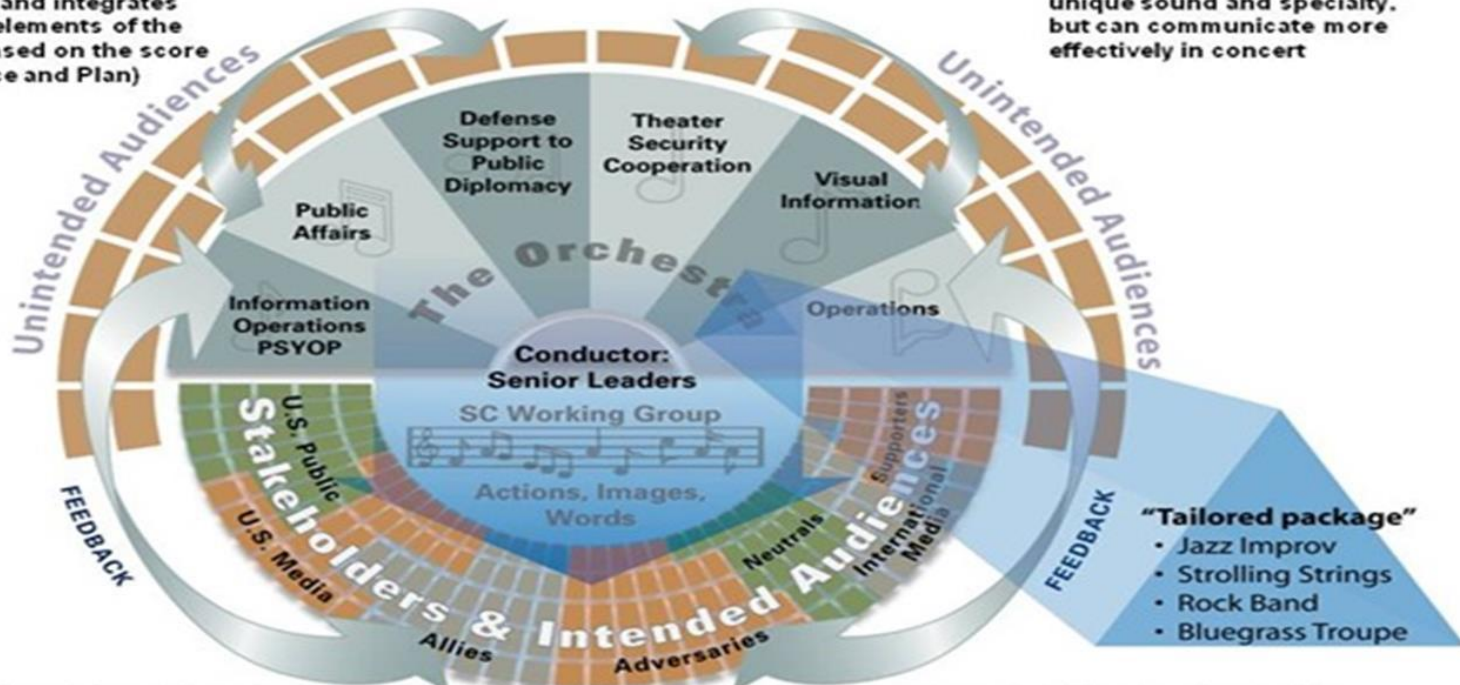 and integrates
elements of the
sed on the score
ce and Plan)
unique sound and specialty,
but can communicate more
effectively in concert
Unintended Audiences
Unintended Audiences
Defense
Support to
Public
Diplomacy
Theater
Security
Cooperation
Public
Affairs
Visual
Information
Information
Operations
PSYOP
Operations
The Orchestra
Conductor:
Senior Leaders
SC Working Group
Actions, Images,
Words
Stakeholders & Intended Audiences
U.S. Public
U.S. Media
Allies
Adversaries
Neutrals
International
Media
Supporters
FEEDBACK
FEEDBACK
“Tailored package”
• Jazz Improv
• Strolling Strings
• Rock Band
• Bluegrass Troupe